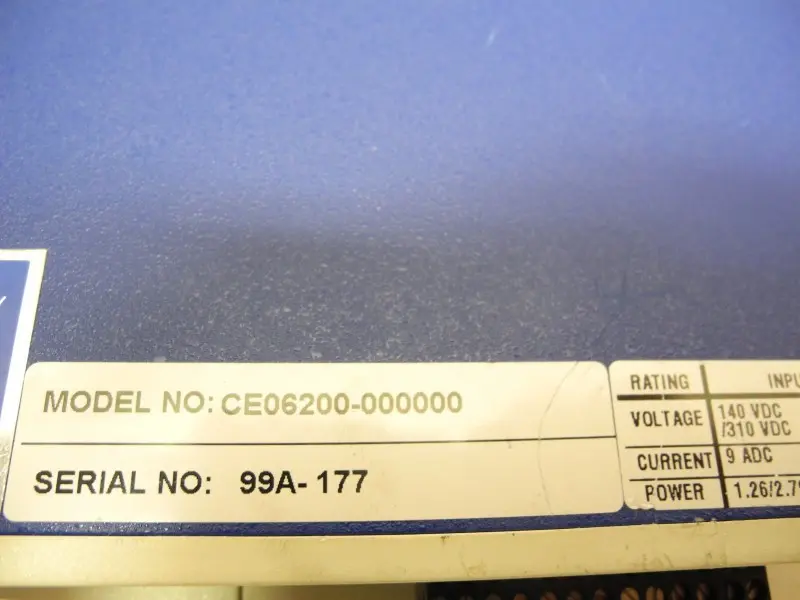 MODEL NO: CE06200-000000
SERIAL NO: 99A-177
RATING
VOLTAGE 140 VDC
/310 VDC
CURRENT 9 ADC
POWER